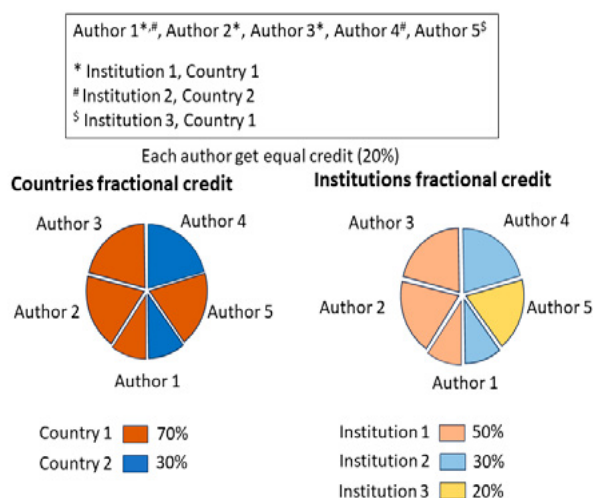 Author 1*,#, Author 2*, Author 3*, Author 4#, Author 5$
* Institution 1, Country 1
# Institution 2, Country 2
$ Institution 3, Country 1
Each author get equal credit (20%)
Countries fractional credit
Author 3
Author 4
Author 2
Author 5
Author 1
Country 1 70%
Country 2 30%
Institutions fractional credit
Author 3
Author 4
Author 2
Author 5
Author 1
Institution 1 50%
Institution 2 30%
Institution 3 20%